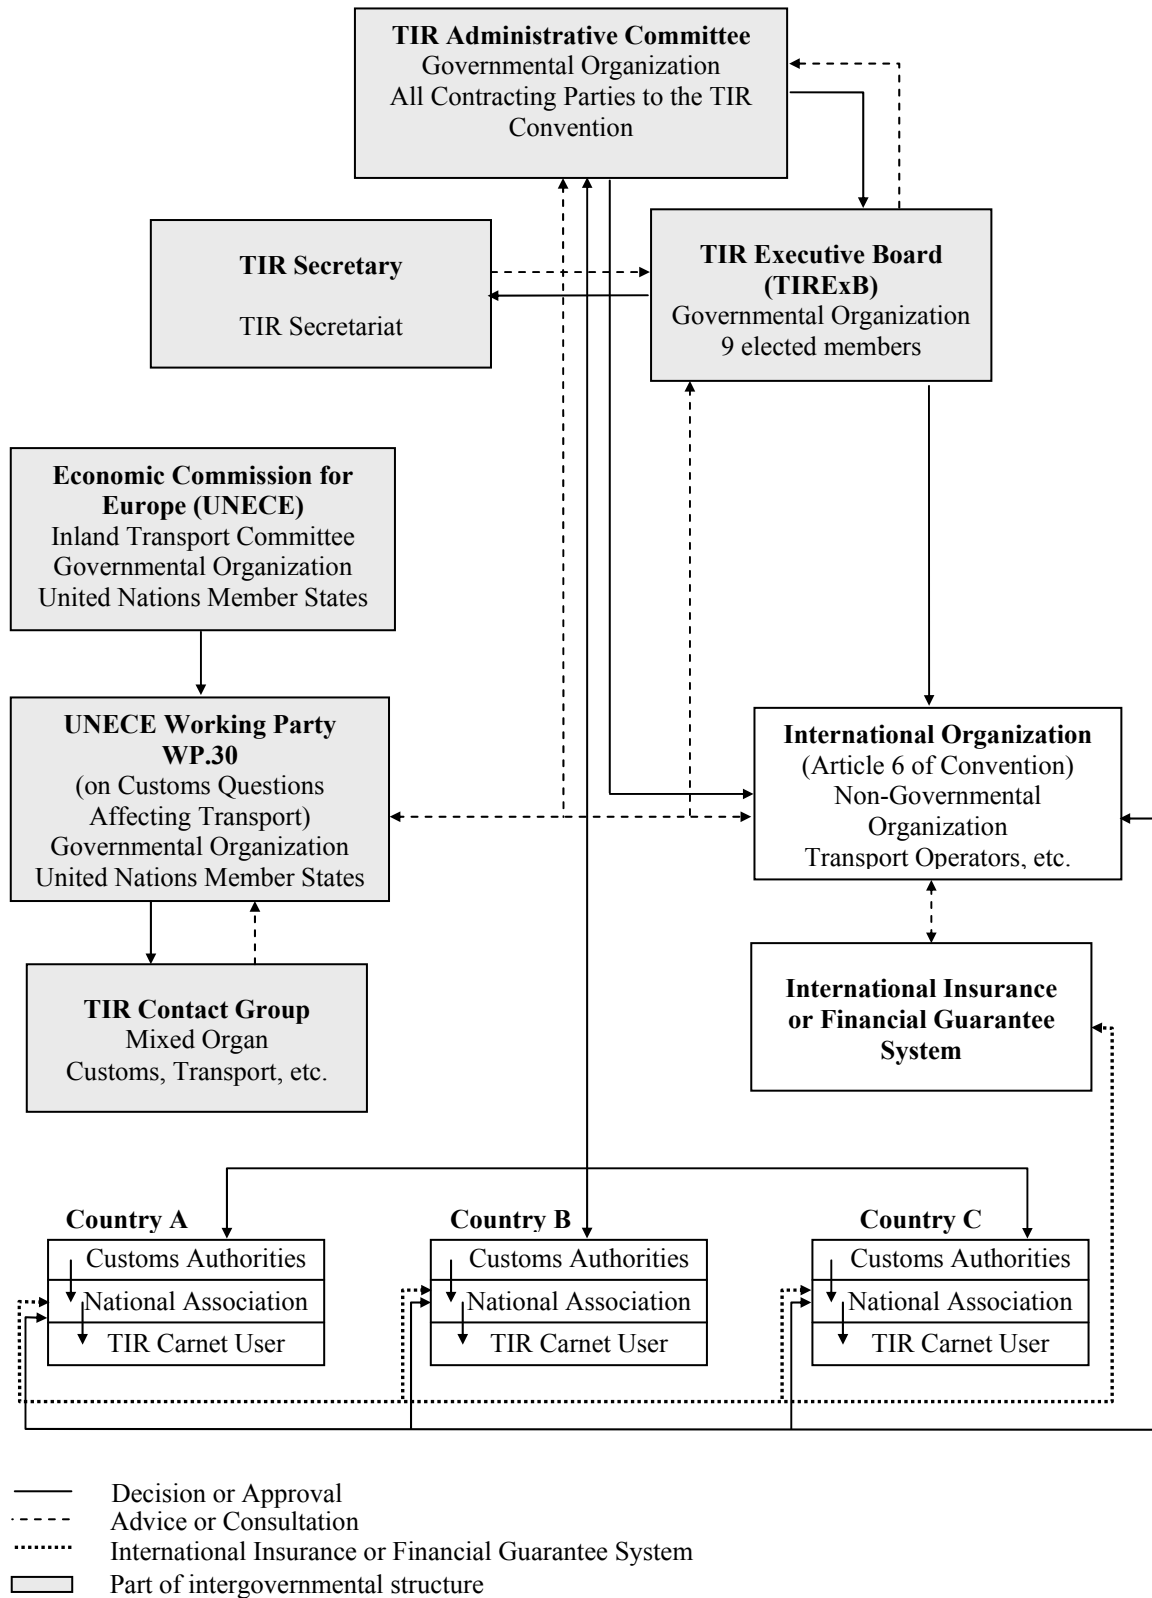 TIR Administrative Committee
Governmental Organization
All Contracting Parties to the TIR
Convention
TIR Secretary
TIR Secretariat
TIR Executive Board
(TIRExB)
Governmental Organization
9 elected members
Economic Commission for
Europe (UNECE)
Inland Transport Committee
Governmental Organization
United Nations Member States
UNECE Working Party
WP.30
(on Customs Questions
Affecting Transport)
Governmental Organization
United Nations Member States
International Organization
(Article 6 of Convention)
Non-Governmental
Organization
Transport Operators, etc.
TIR Contact Group
Mixed Organ
Customs, Transport, etc.
International Insurance
or Financial Guarantee
System
Country A
Customs Authorities
National Association
TIR Carnet User
Country B
Customs Authorities
National Association
TIR Carnet User
Country C
Customs Authorities
National Association
TIR Carnet User
Decision or Approval
Advice or Consultation
International Insurance or Financial Guarantee System
Part of intergovernmental structure